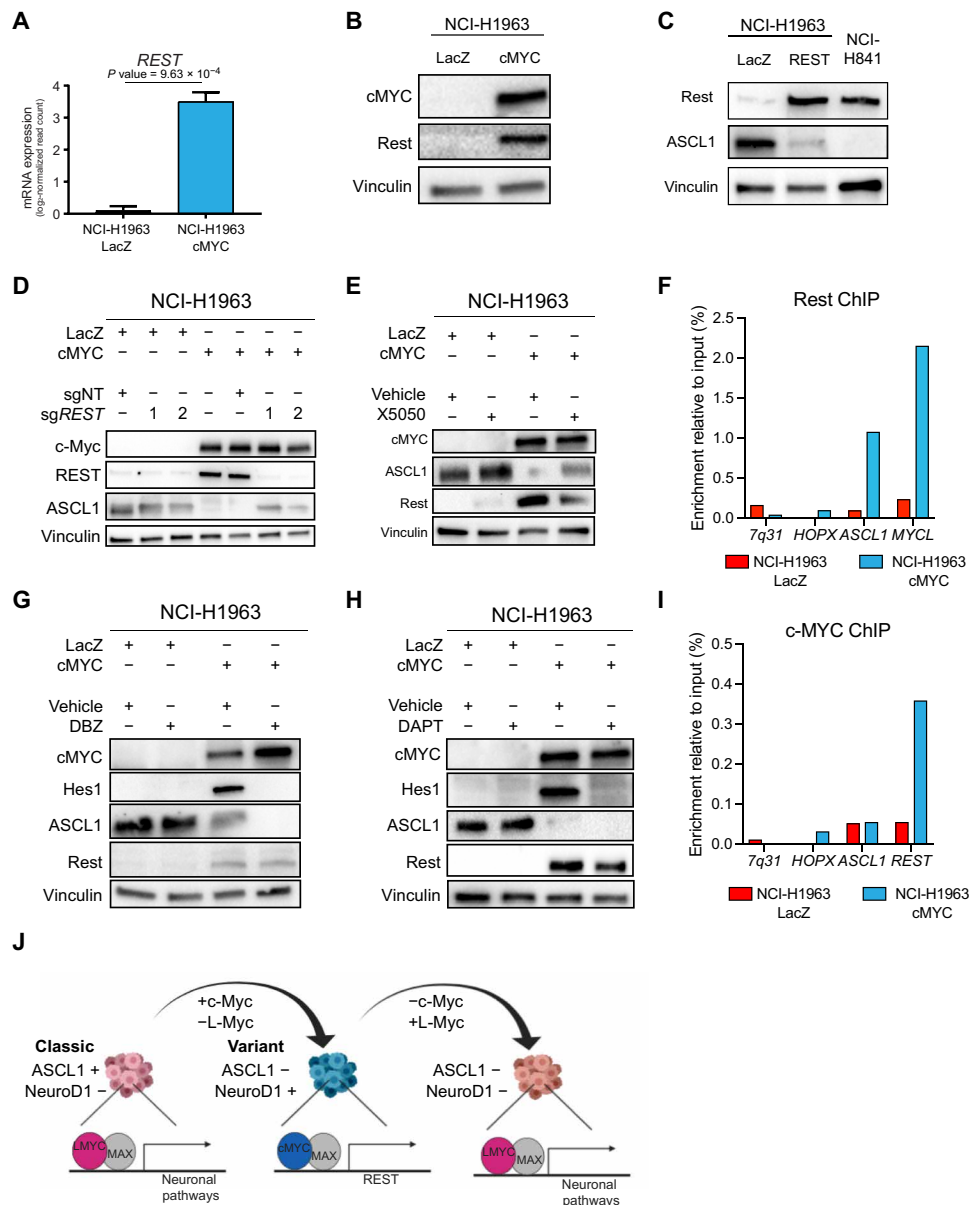 A
REST
P value = 9.63 × 10⁻⁴
mRNA expression
(log₂-normalized read count)
4
3
2
1
0
NCI-H1963
LacZ
NCI-H1963
cMYC
B
NCI-H1963
LacZ cMYC
cMYC
Rest
Vinculin
C
NCI-H1963
NCI-
H841
LacZ REST
Rest
ASCL1
Vinculin
D
NCI-H1963
LacZ + + + – – – –
cMYC – – – + + + +
sgNT + – – – + – –
sgREST – 1 2 – – 1 2
c-Myc
REST
ASCL1
Vinculin
E
NCI-H1963
LacZ + + – –
cMYC – – + +
Vehicle + – + –
X5050 – + – +
cMYC
ASCL1
Rest
Vinculin
F
Rest ChIP
Enrichment relative to input (%)
2.5
2.0
1.5
1.0
0.5
0.0
7q31 HOPX ASCL1 MYCL
NCI-H1963
LacZ
NCI-H1963
cMYC
G
NCI-H1963
LacZ + + – –
cMYC – – + +
Vehicle + – + –
DBZ – + – +
cMYC
Hes1
ASCL1
Rest
Vinculin
H
NCI-H1963
LacZ + + – –
cMYC – – + +
Vehicle + – + –
DAPT – + – +
cMYC
Hes1
ASCL1
Rest
Vinculin
I
c-MYC ChIP
Enrichment relative to input (%)
0.5
0.4
0.3
0.2
0.1
0.0
7q31 HOPX ASCL1 REST
NCI-H1963
LacZ
NCI-H1963
cMYC
J
+c-Myc
–L-Myc
–c-Myc
+L-Myc
Classic
ASCL1 +
NeuroD1 –
Variant
ASCL1 –
NeuroD1 +
ASCL1 –
NeuroD1 –
LMYC
MAX
Neuronal
pathways
cMYC
MAX
REST
LMYC
MAX
Neuronal
pathways